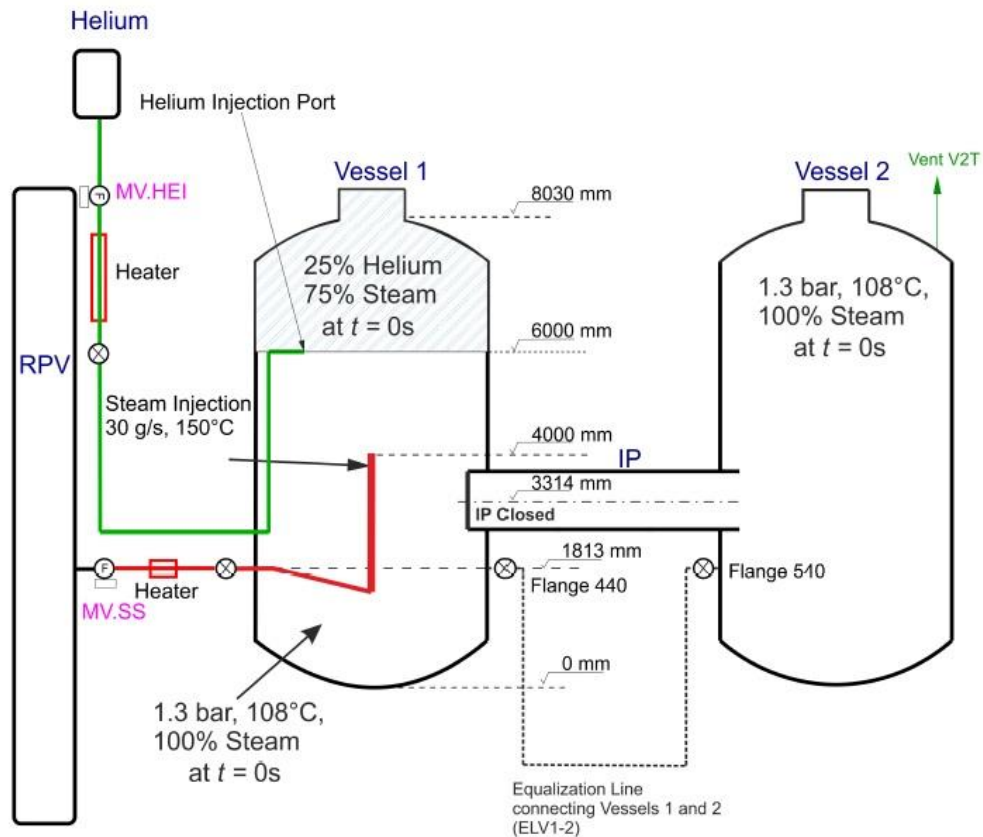 Helium
Helium Injection Port
Vessel 1
Vessel 2
Vent V2T
F
MV.HEI
8030 mm
Heater
25% Helium
75% Steam
at t = 0s
1.3 bar, 108°C,
100% Steam
at t = 0s
6000 mm
RPV
Steam Injection
30 g/s, 150°C
4000 mm
IP
3314 mm
IP Closed
1813 mm
F
Heater
MV.SS
Flange 440
Flange 510
0 mm
1.3 bar, 108°C,
100% Steam
at t = 0s
Equalization Line
connecting Vessels 1 and 2
(ELV1-2)